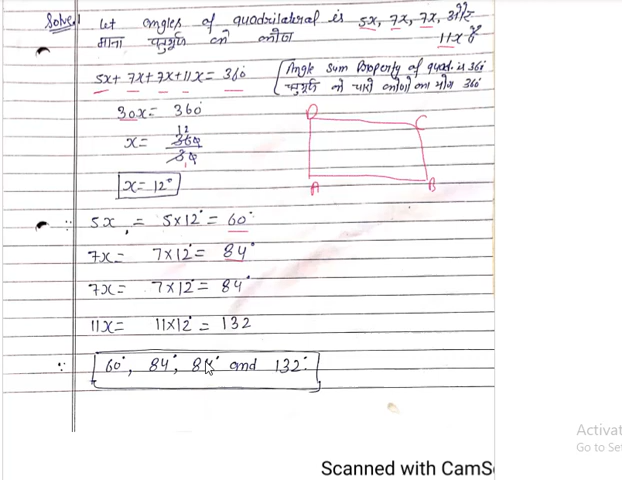 Solve. Let angles of quadrilateral is 5x, 7x, 7x, और
माना चतुर्भुज के कोण 11x है
5x + 7x + 7x + 11x = 360 [Angle Sum Property of quad. is 360°
चतुर्भुज के चारों कोणों का योग 360°
30x = 360°
x = 360 12
30
x = 12°
D C
A B
∵ 5x = 5×12° = 60°
7x = 7×12° = 84°
7x = 7×12° = 84°
11x = 11×12° = 132
∵ 60°, 84°, 84° and 132°
Activat
Go to Se
Scanned with CamS